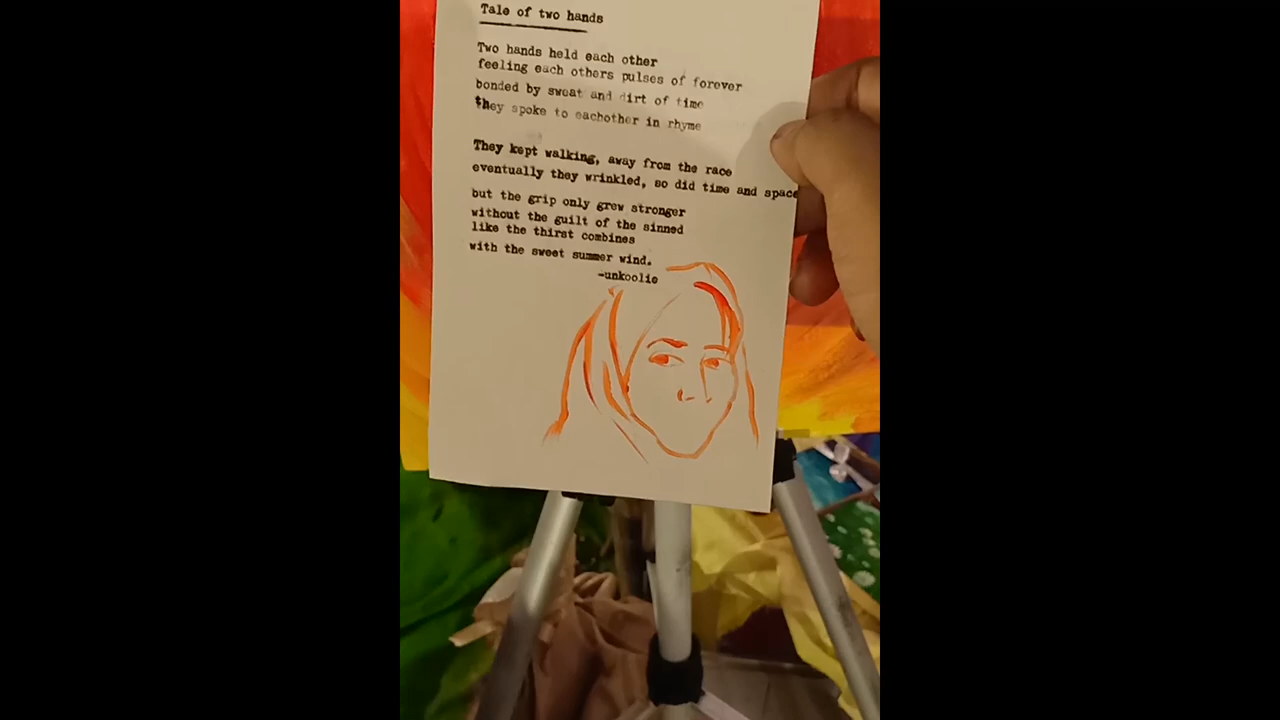 Tale of two hands
Two hands held each other
feeling each others pulses of forever
bonded by sweat and dirt of time
they spoke to eachother in rhyme
They kept walking, away from the race
eventually they wrinkled, so did time and space
but the grip only grew stronger
without the guilt of the sinned
like the thirst combines
with the sweet summer wind.
-unkoolie